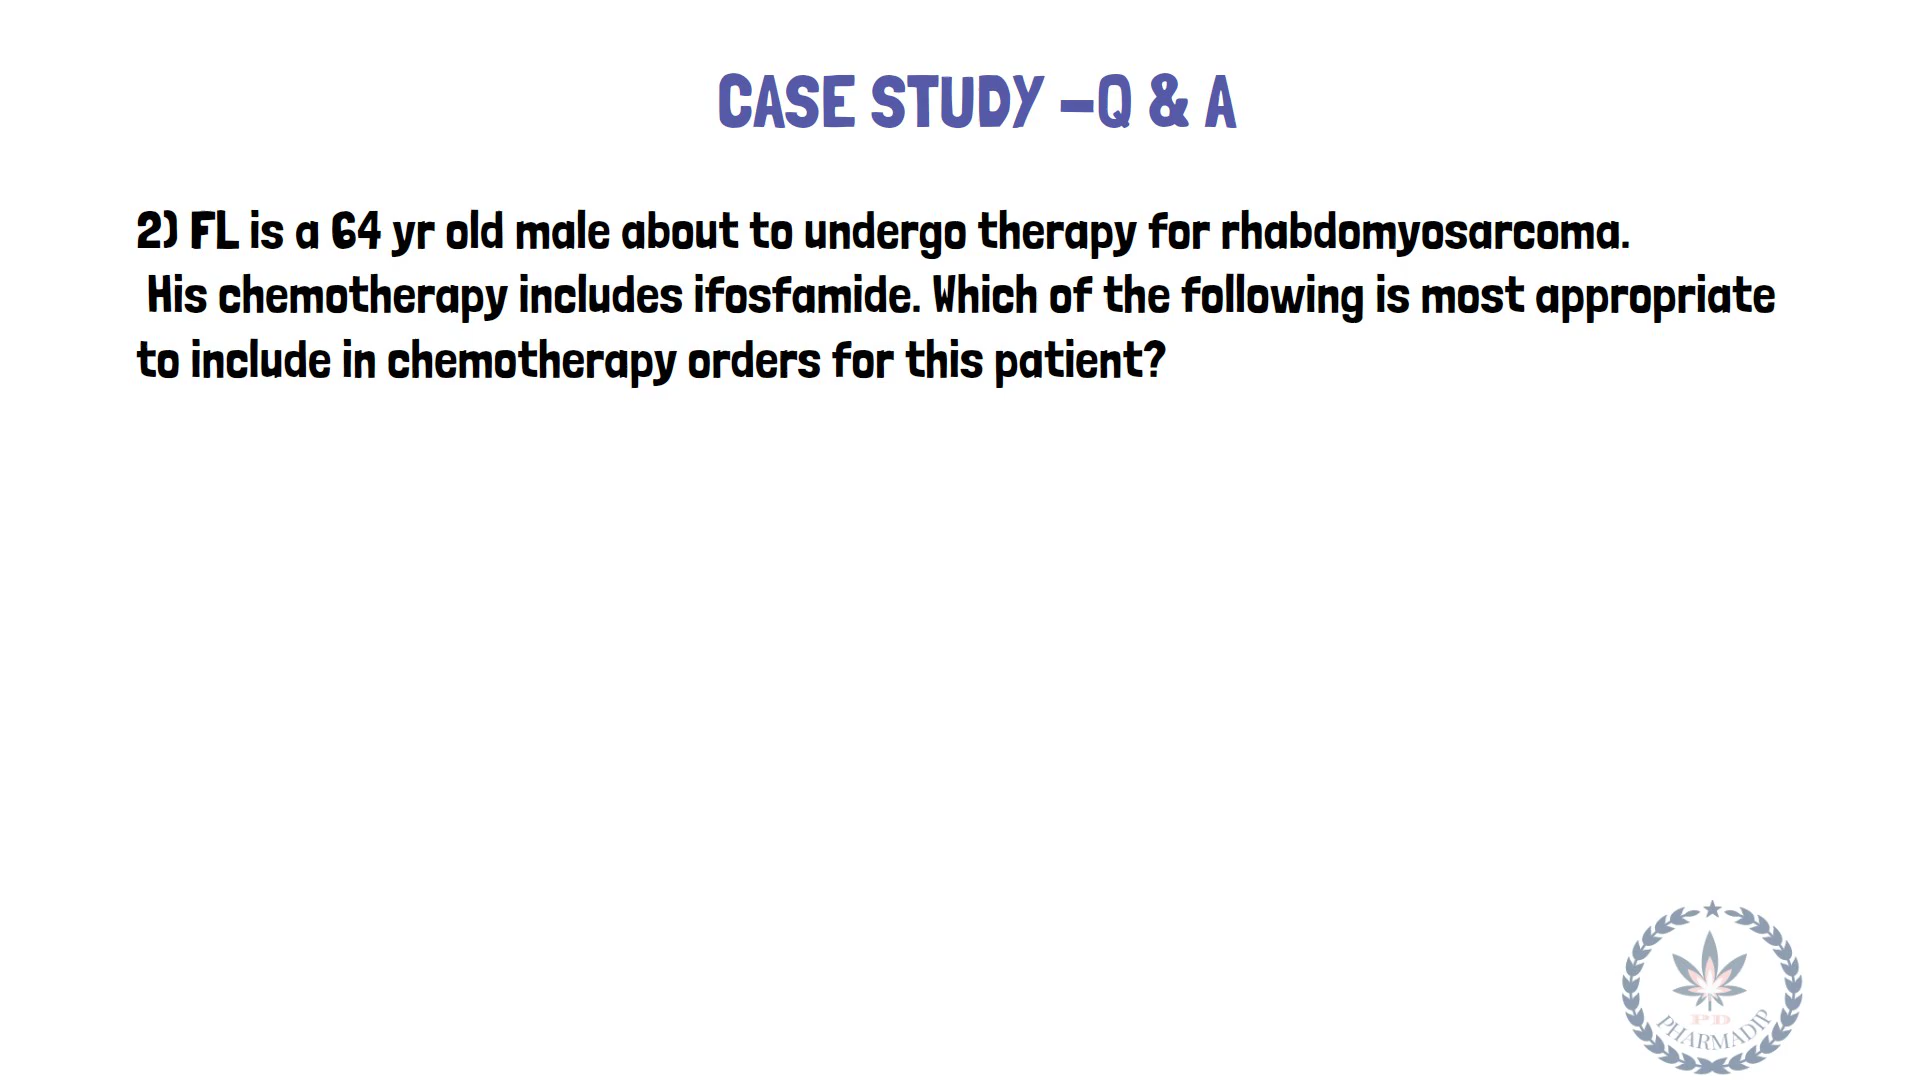 CASE STUDY –Q & A
2) FL is a 64 yr old male about to undergo therapy for rhabdomyosarcoma.
His chemotherapy includes ifosfamide. Which of the following is most appropriate
to include in chemotherapy orders for this patient?
PD
PHARMADIP